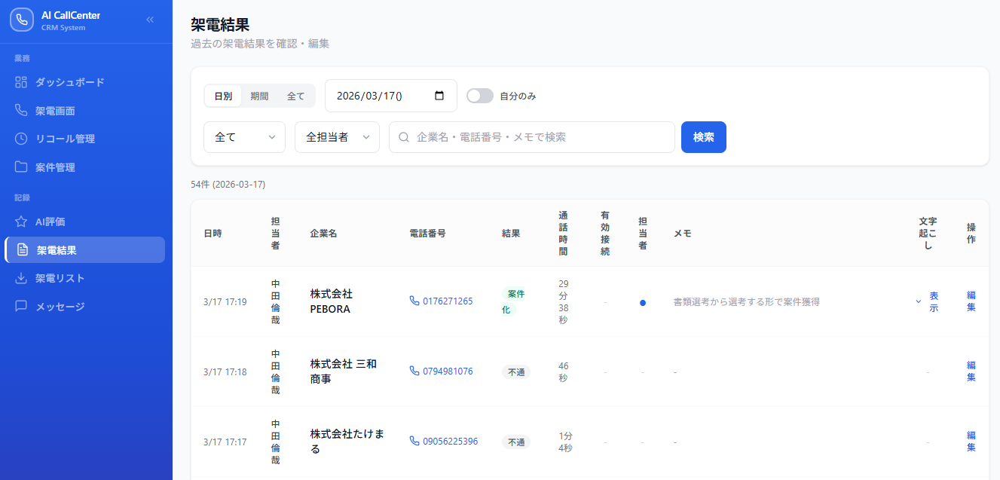 AI CallCenter
CRM System
業務
ダッシュボード
架電画面
リコール管理
案件管理
記録
AI評価
架電結果
架電リスト
メッセージ
架電結果
過去の架電結果を確認・編集
日別 期間 全て 2026/03/17() 自分のみ
全て 全担当者 企業名・電話番号・メモで検索 検索
54件 (2026-03-17)
日時 担当者 企業名 電話番号 結果 通話時間 有効接続 担当者 メモ 文字起こし 操作
3/17 17:19 中田倫哉 株式会社 PEBORA 0176271265 案件化 29分38秒 - 書類選考から選考する形で案件獲得 表示 編集
3/17 17:18 中田倫哉 株式会社 三和商事 0794981076 不通 46秒 - - - - 編集
3/17 17:17 中田倫哉 株式会社たけまる 09056225396 不通 1分4秒 - - - - 編集